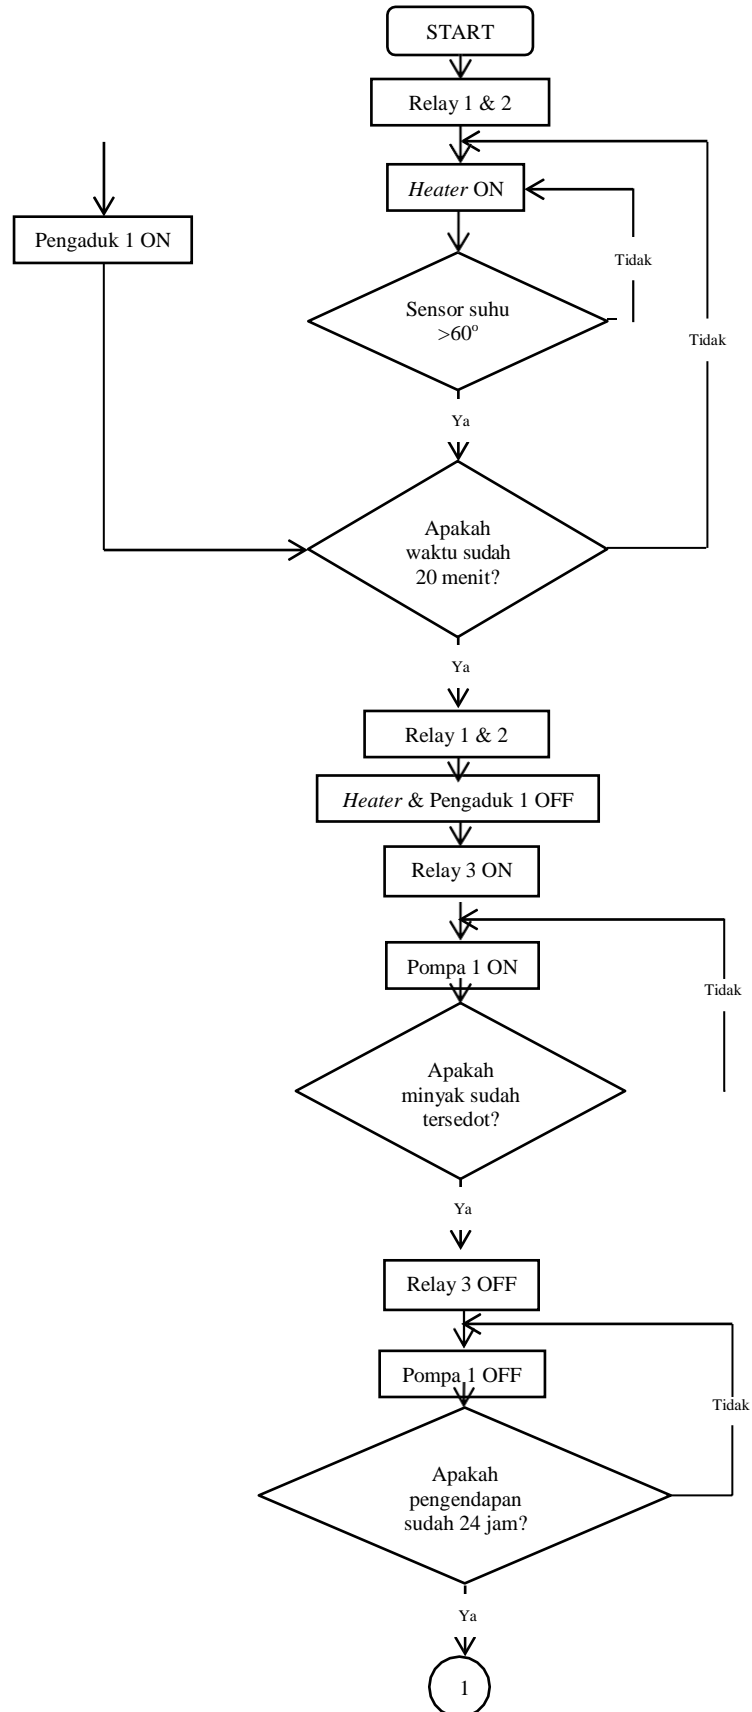 START
Relay 1 & 2
Heater ON
Pengaduk 1 ON
Tidak
Sensor suhu
>60°
Tidak
Ya
Apakah
waktu sudah
20 menit?
Ya
Relay 1 & 2
Heater & Pengaduk 1 OFF
Relay 3 ON
Pompa 1 ON
Tidak
Apakah
minyak sudah
tersedot?
Ya
Relay 3 OFF
Pompa 1 OFF
Tidak
Apakah
pengendapan
sudah 24 jam?
Ya
1